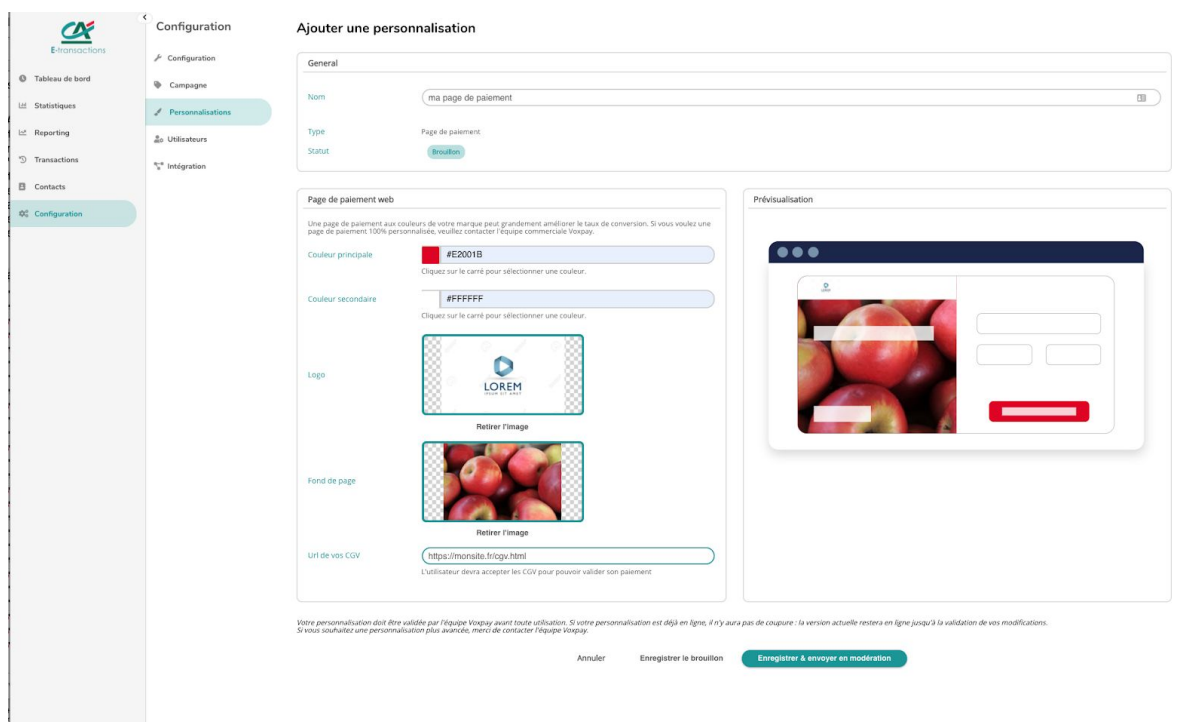 CA
E-transactions
Tableau de bord
Statistiques
Reporting
Transactions
Contacts
Configuration
Configuration
Configuration
Campagne
Personnalisations
Utilisateurs
Intégration
Ajouter une personnalisation
General
Nom
ma page de paiement
Type
Page de paiement
Statut
Brouillon
Page de paiement web
Une page de paiement aux couleurs de votre marque peut grandement améliorer le taux de conversion. Si vous voulez une
page de paiement 100% personnalisée, veuillez contacter l'équipe commerciale Voxpay.
Couleur principale
#E2001B
Cliquez sur le carré pour sélectionner une couleur.
Couleur secondaire
#FFFFFF
Cliquez sur le carré pour sélectionner une couleur.
Logo
LOREM
IPSUM SIT AMET
Retirer l'image
Fond de page
Retirer l'image
Url de vos CGV
https://monsite.fr/cgv.html
L'utilisateur devra accepter les CGV pour pouvoir valider son paiement
Prévisualisation
Votre personnalisation doit être validée par l'équipe Voxpay avant toute utilisation. Si votre personnalisation est déjà en ligne, il n'y aura pas de coupure : la version actuelle restera en ligne jusqu'à la validation de vos modifications.
Si vous souhaitez une personnalisation plus avancée, merci de contacter l'équipe Voxpay.
Annuler
Enregistrer le brouillon
Enregistrer & envoyer en modération